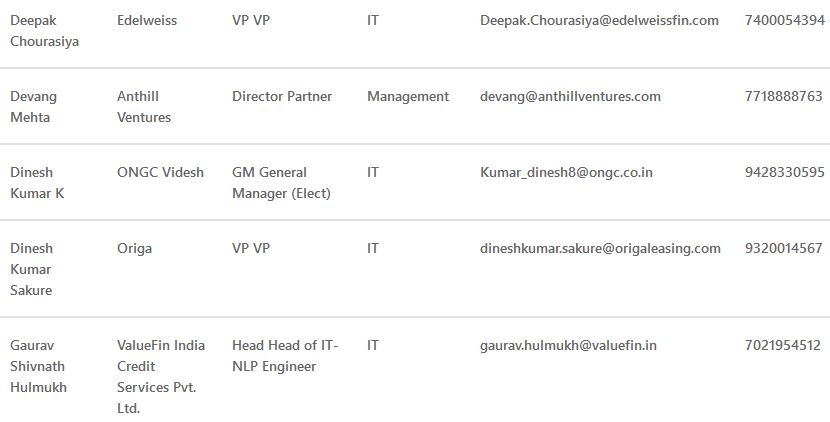 Deepak Edelweiss VP VP IT Deepak.Chourasiya@edelweissfin.com 7400054394
Chourasiya
Devang Anthill Director Partner Management devang@anthillventures.com 7718888763
Mehta Ventures
Dinesh ONGC Videsh GM General IT Kumar_dinesh8@ongc.co.in 9428330595
Kumar K Manager (Elect)
Dinesh Origa VP VP IT dineshkumar.sakure@origaleasing.com 9320014567
Kumar
Sakure
Gaurav ValueFin India Head Head of IT- IT gaurav.hulmukh@valuefin.in 7021954512
Shivnath Credit NLP Engineer
Hulmukh Services Pvt.
Ltd.